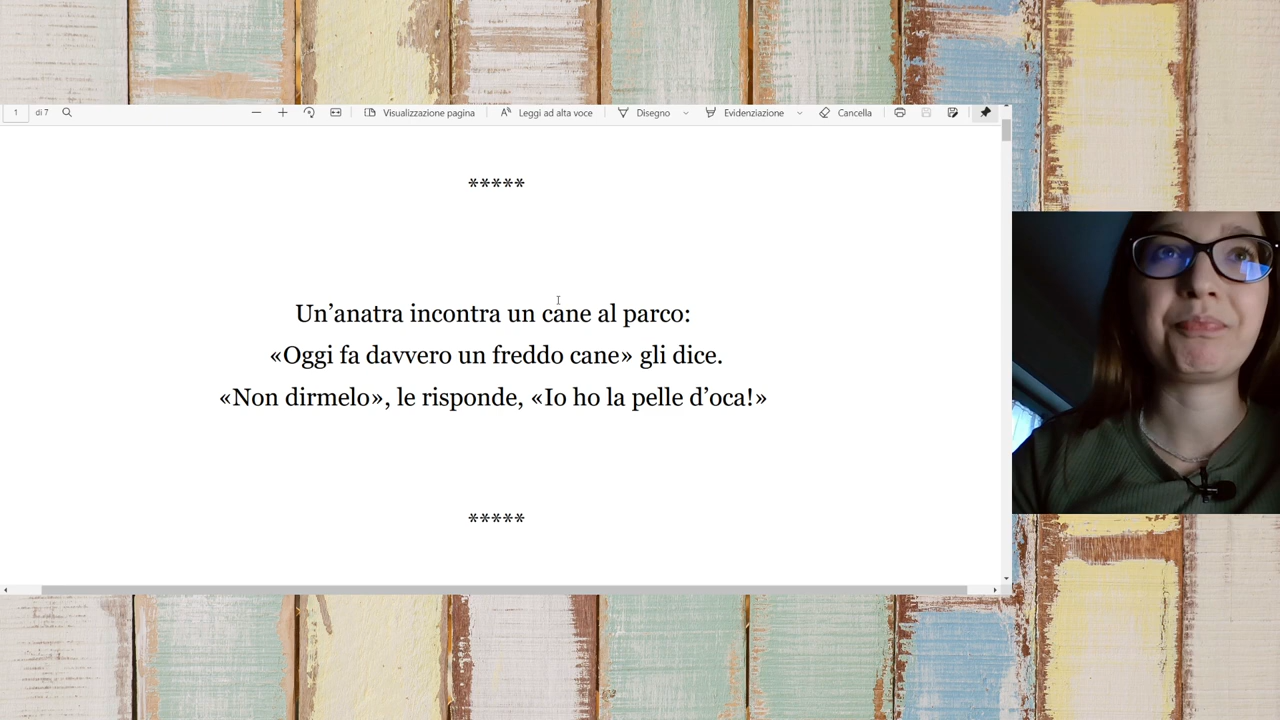 1 di 7 Visualizzazione pagina Leggi ad alta voce Disegno Evidenziazione Cancella
*****
Un’anatra incontra un cane al parco:
«Oggi fa davvero un freddo cane» gli dice.
«Non dirmelo», le risponde, «Io ho la pelle d’oca!»
*****